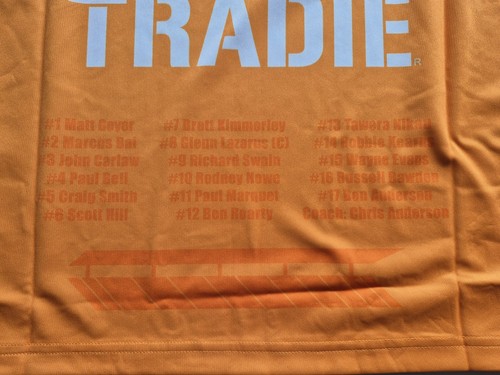 TRADIE
®
#1 Matt Geyer
#2 Marcus Bai
#3 John Carlaw
#4 Paul Bell
#5 Craig Smith
#6 Scott Hill
#7 Brett Kimmorley
#8 Glenn Lazarus (C)
#9 Richard Swain
#10 Rodney Howe
#11 Paul Marquet
#12 Ben Roarty
#13 Tawera Nikau
#14 Robbie Kearns
#15 Wayne Evans
#16 Russell Bawden
#17 Ben Anderson
Coach: Chris Anderson